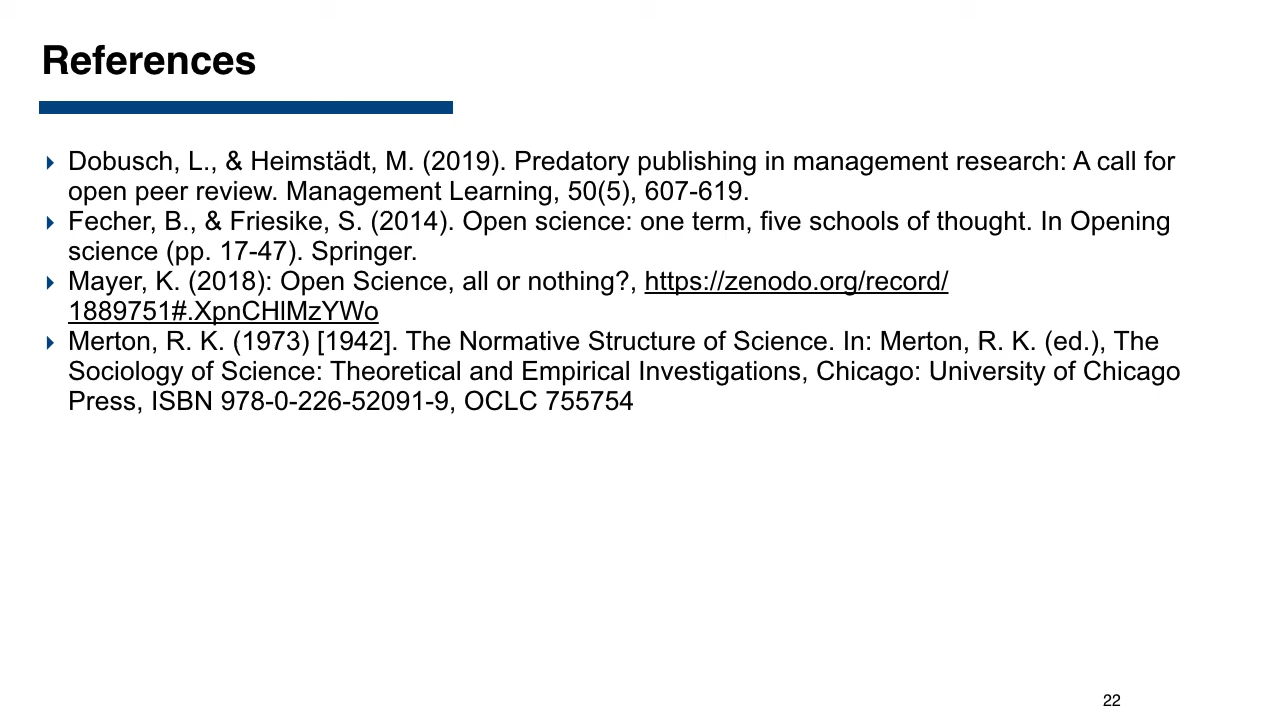 References
Dobusch, L., & Heimstädt, M. (2019). Predatory publishing in management research: A call for
open peer review. Management Learning, 50(5), 607-619.
Fecher, B., & Friesike, S. (2014). Open science: one term, five schools of thought. In Opening
science (pp. 17-47). Springer.
Mayer, K. (2018): Open Science, all or nothing?, https://zenodo.org/record/
1889751#.XpnCHlMzYWo
Merton, R. K. (1973) [1942]. The Normative Structure of Science. In: Merton, R. K. (ed.), The
Sociology of Science: Theoretical and Empirical Investigations, Chicago: University of Chicago
Press, ISBN 978-0-226-52091-9, OCLC 755754
22